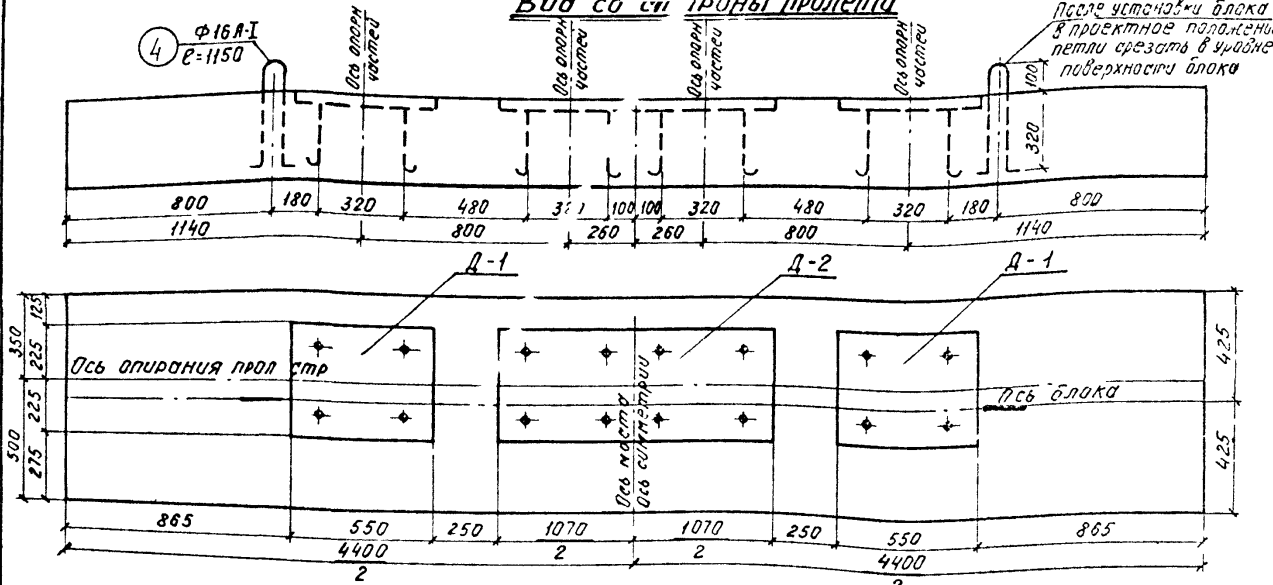 Вид со ст роны пролета
4
ϕ16А-I
ℓ=1150
Ось опорн
частей
Ось опорн
частей
Ось опорн
частей
Ось опорн
частей
После установки блока
в проектное положение
петли срезать в уровне
поверхности блока
100
320
800 180 320 480 100 100 320 480 320 180 800
1140 800 260 260 800 1140
Д-1
Д-2
Д-1
350
500
125
225
225
275
Ось опирания прол стр
Ось блока
Ось моста
Ось симметрии
425
425
865 550 250 1070 1070 250 550 865
2 2
4400 4400
2